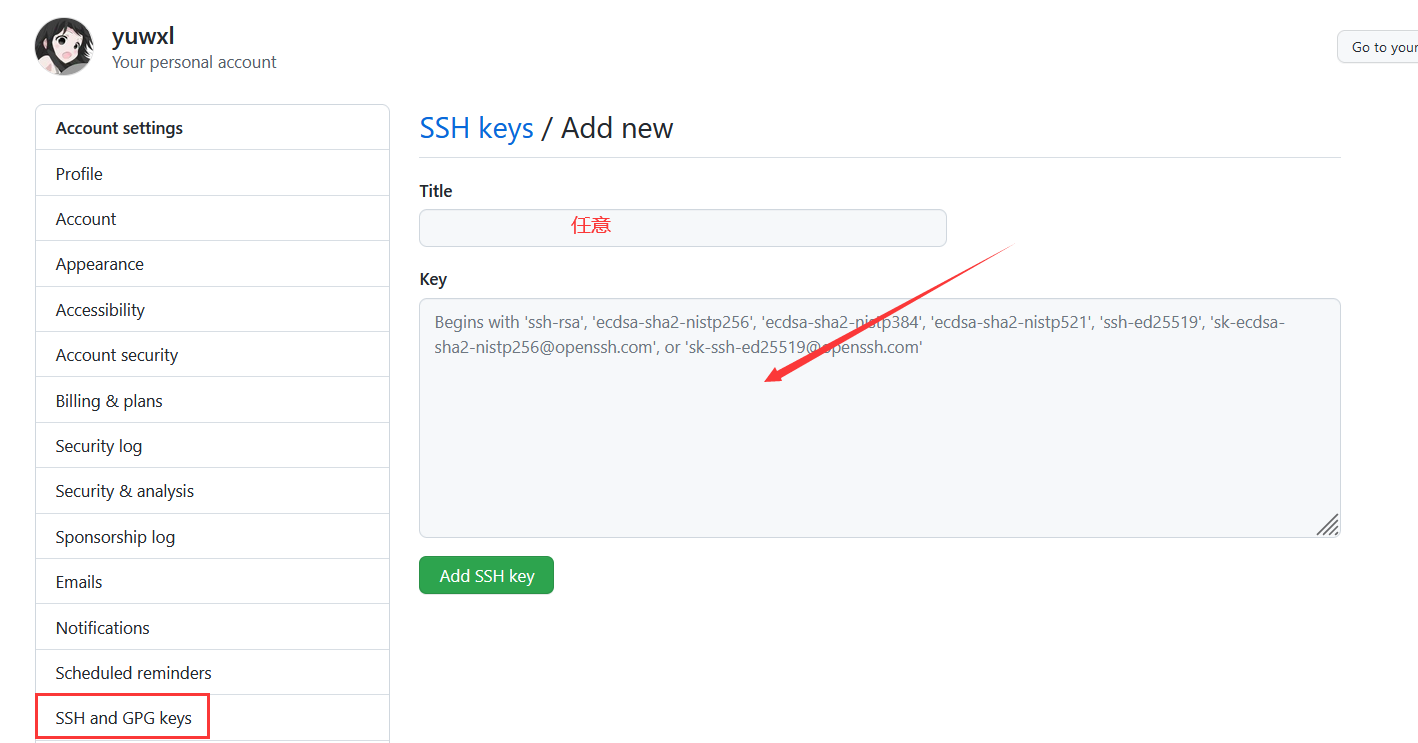 yuwxl
Your personal account
Go to your
Account settings
Profile
Account
Appearance
Accessibility
Account security
Billing & plans
Security log
Security & analysis
Sponsorship log
Emails
Notifications
Scheduled reminders
SSH and GPG keys
SSH keys / Add new
Title
任意
Key
Begins with 'ssh-rsa', 'ecdsa-sha2-nistp256', 'ecdsa-sha2-nistp384', 'ecdsa-sha2-nistp521', 'ssh-ed25519', 'sk-ecdsa-
sha2-nistp256@openssh.com', or 'sk-ssh-ed25519@openssh.com'
Add SSH key